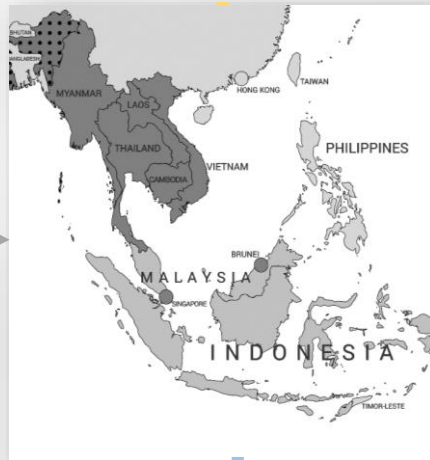 BHUTAN
BANGLADESH
MYANMAR
LAOS
HONG KONG
TAIWAN
THAILAND
VIETNAM
PHILIPPINES
CAMBODIA
BRUNEI
MALAYSIA
SINGAPORE
INDONESIA
TIMOR-LESTE